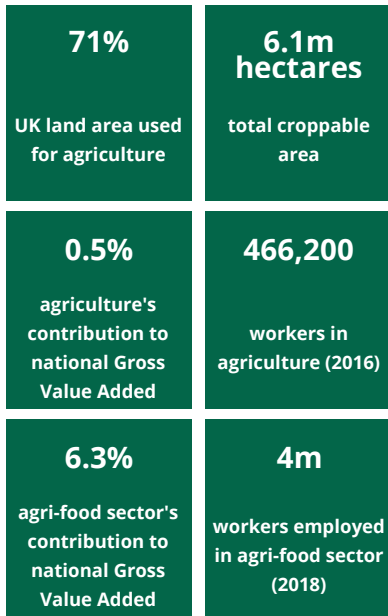 71%
UK land area used
for agriculture
6.1m
hectares
total croppable
area
0.5%
agriculture's
contribution to
national Gross
Value Added
466,200
workers in
agriculture (2016)
6.3%
agri-food sector's
contribution to
national Gross
Value Added
4m
workers employed
in agri-food sector
(2018)